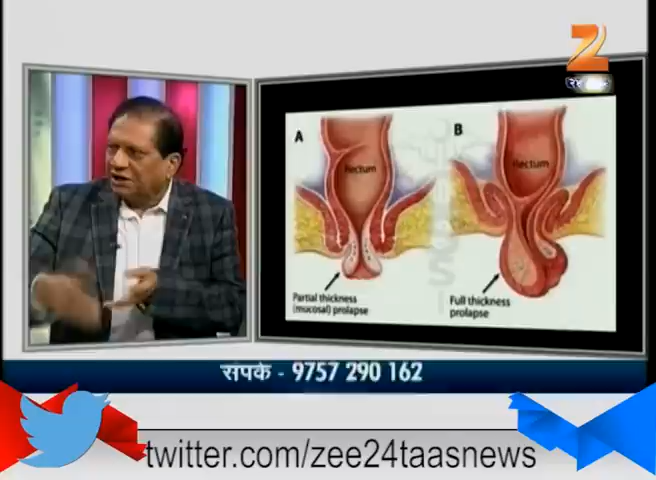 A
B
Rectum
Rectum
Partial thickness
(mucosal) prolapse
Full thickness
prolapse
संपर्क - 9757 290 162
twitter.com/zee24taasnews